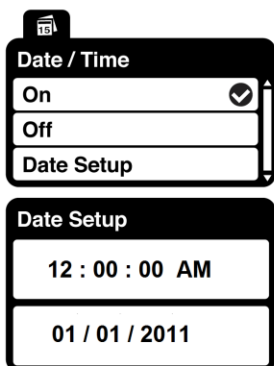 15
Date / Time
On
Off
Date Setup
Date Setup
12 : 00 : 00 AM
01 / 01 / 2011